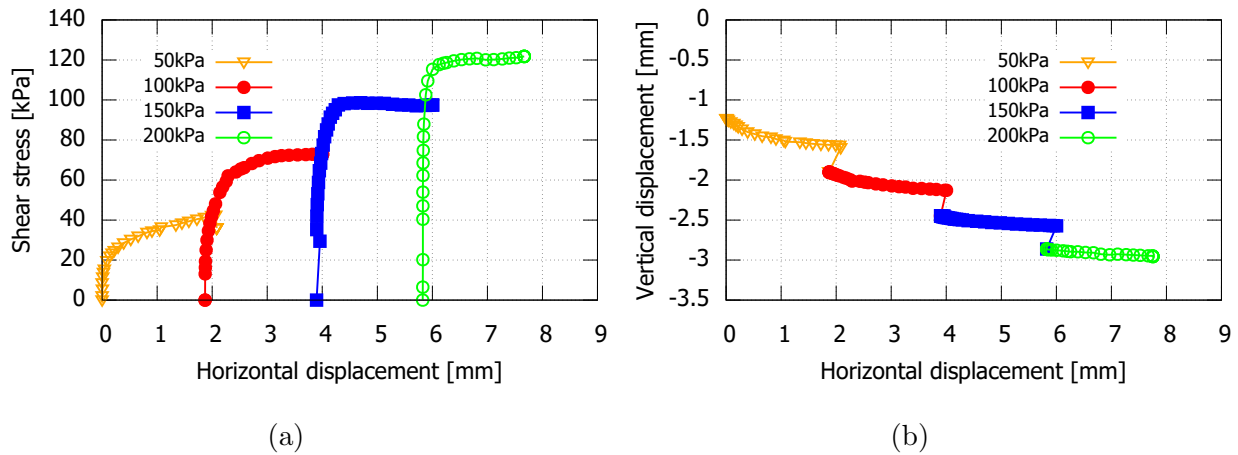 Shear stress [kPa]
140
120
100
80
60
40
20
0
50kPa
100kPa
150kPa
200kPa
0 1 2 3 4 5 6 7 8 9
Horizontal displacement [mm]
(a)
Vertical displacement [mm]
0
-0.5
-1
-1.5
-2
-2.5
-3
-3.5
50kPa
100kPa
150kPa
200kPa
0 1 2 3 4 5 6 7 8 9
Horizontal displacement [mm]
(b)